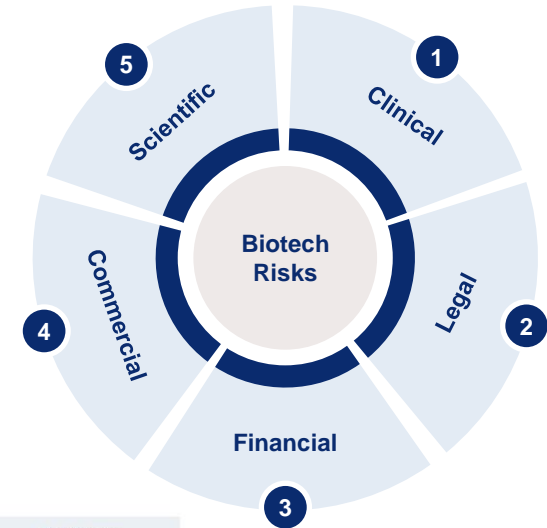 5
1
Scientific
Clinical
Biotech
Risks
Commercial
Legal
4
2
Financial
3